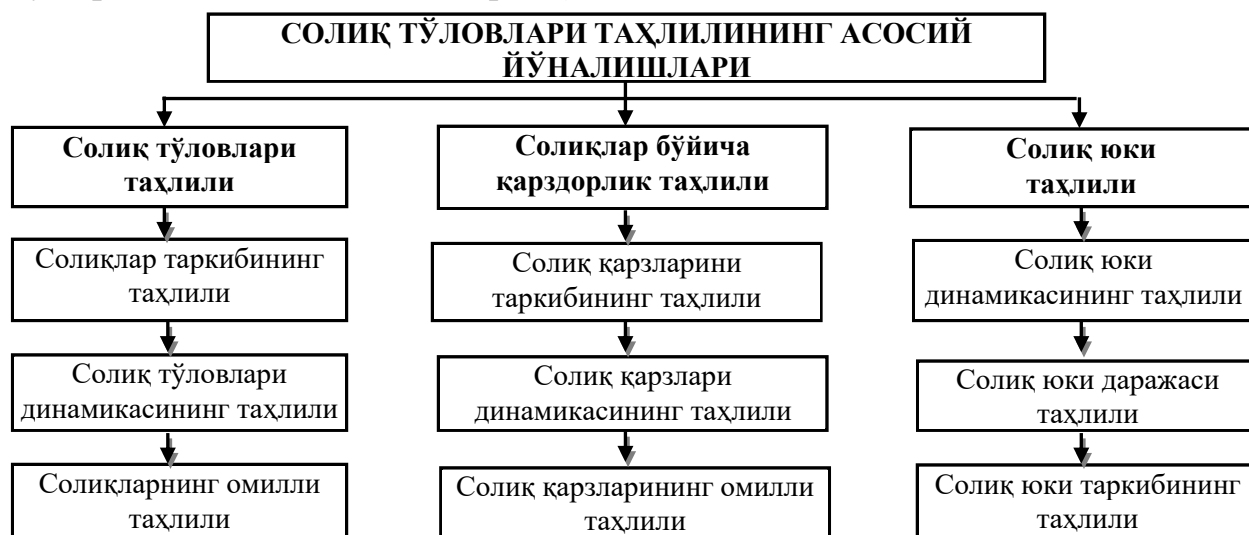 СОЛИҚ ТЎЛОВЛАРИ ТАҲЛИЛИНИНГ АСОСИЙ
ЙЎНАЛИШЛАРИ
Солиқ тўловлари
таҳлили
Солиқлар таркибининг
таҳлили
Солиқ тўловлари
динамикасининг таҳлили
Солиқларнинг омилли
таҳлили
Солиқлар бўйича
қарздорлик таҳлили
Солиқ қарзларини
таркибининг таҳлили
Солиқ қарзлари
динамикасининг таҳлили
Солиқ қарзларининг омилли
таҳлили
Солиқ юки
таҳлили
Солиқ юки
динамикасининг таҳлили
Солиқ юки даражаси
таҳлили
Солиқ юки таркибининг
таҳлили